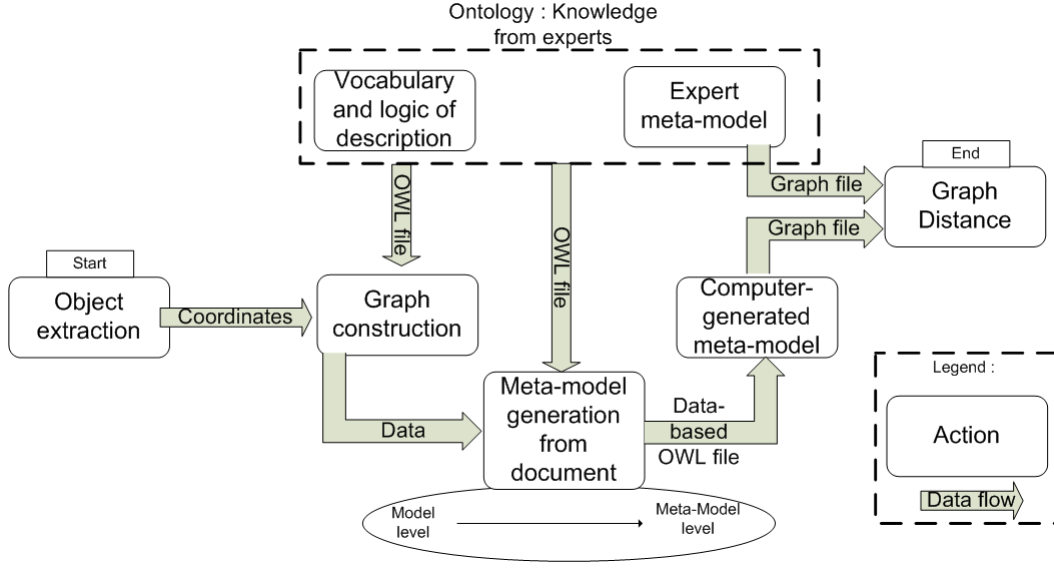 Ontology : Knowledge
from experts
Vocabulary
and logic of
description
Expert
meta-model
End
Graph
Distance
OWL file
OWL file
Graph file
Graph file
Start
Object
extraction
Coordinates
Graph
construction
Computer-
generated
meta-model
Data
Meta-model
generation
from
document
Data-
based
OWL file
Model
level
Meta-Model
level
Legend :
Action
Data flow